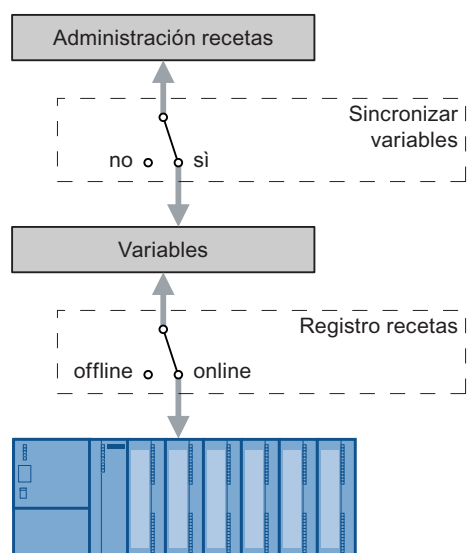 Administración recetas
Sincronizar
variables
no
sì
Variables
Registro recetas
offline
online